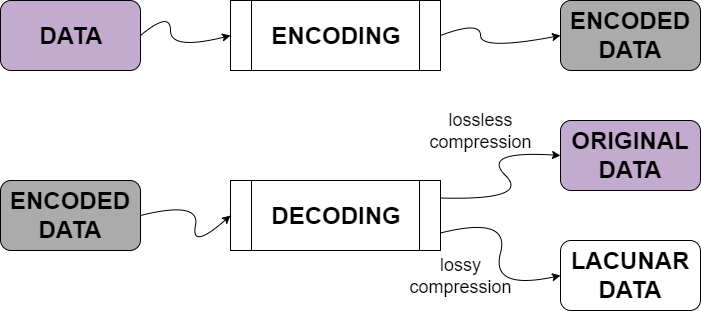 DATA
ENCODING
ENCODED
DATA
lossless
compression
ORIGINAL
DATA
ENCODED
DATA
DECODING
lossy
compression
LACUNAR
DATA